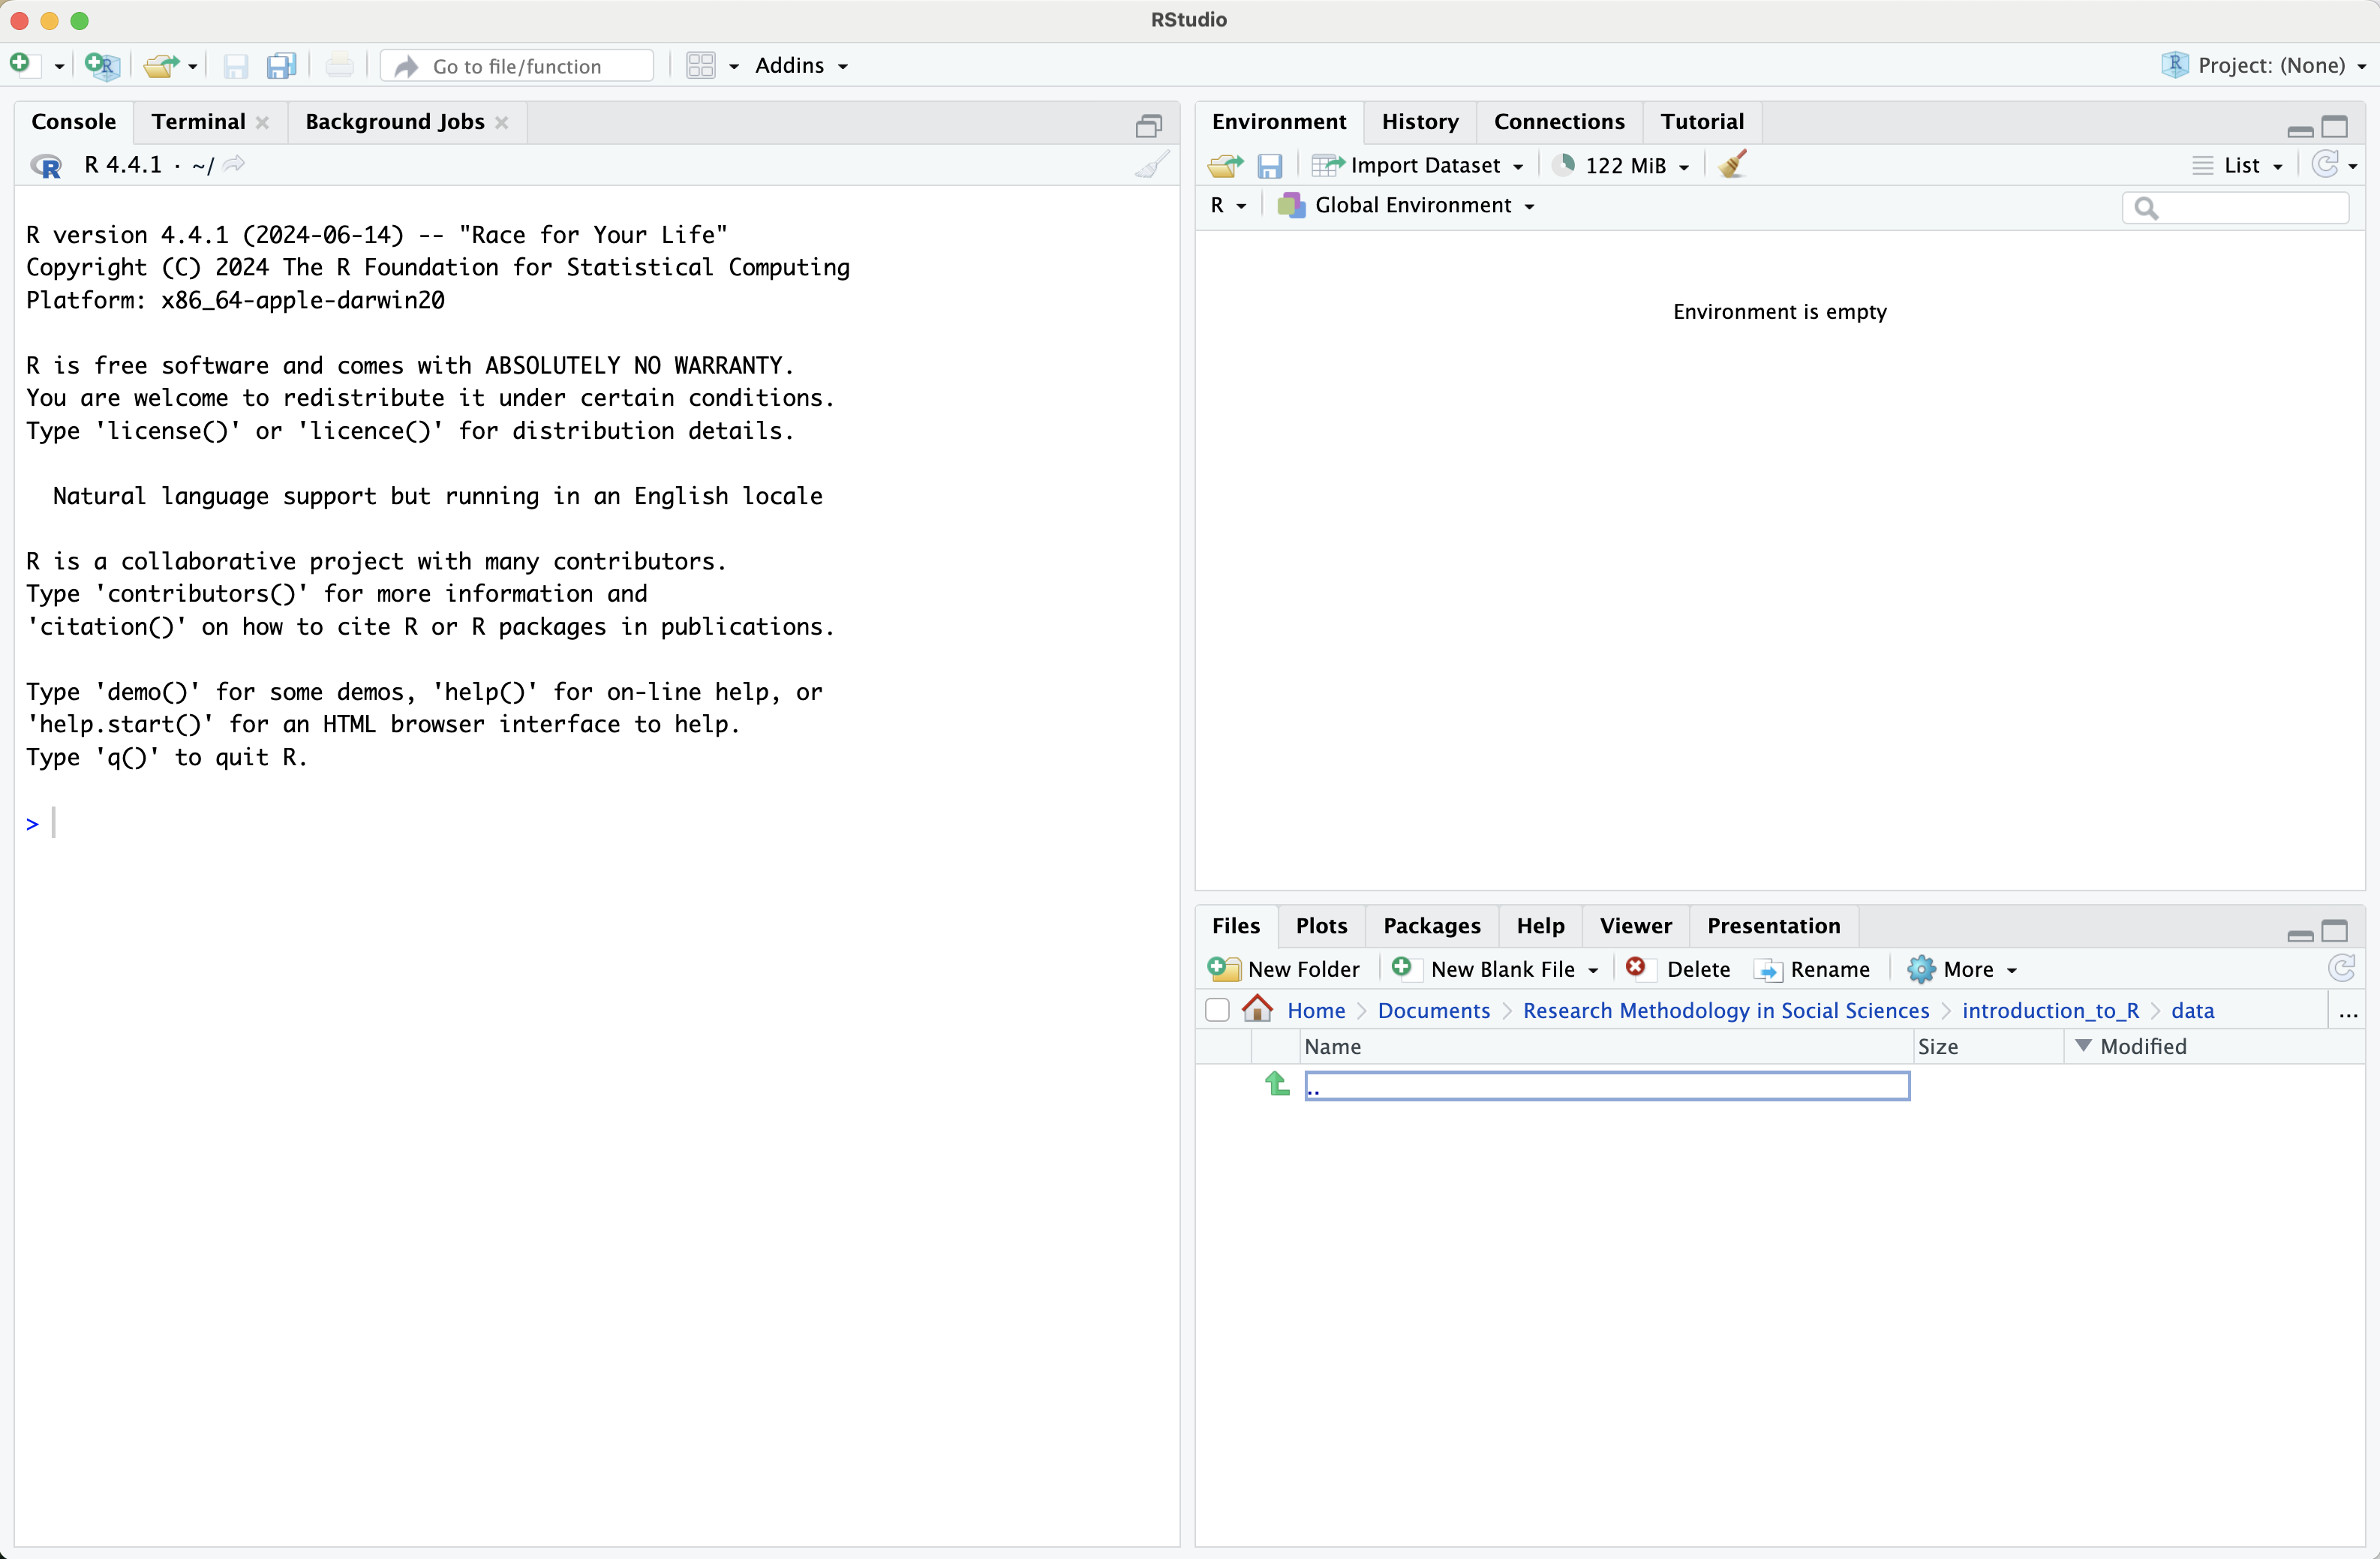 RStudio
Go to file/function
Addins
Project: (None)
Console Terminal Background Jobs
R 4.4.1 · ~/
R version 4.4.1 (2024-06-14) -- "Race for Your Life"
Copyright (C) 2024 The R Foundation for Statistical Computing
Platform: x86_64-apple-darwin20
R is free software and comes with ABSOLUTELY NO WARRANTY.
You are welcome to redistribute it under certain conditions.
Type 'license()' or 'licence()' for distribution details.
Natural language support but running in an English locale
R is a collaborative project with many contributors.
Type 'contributors()' for more information and
'citation()' on how to cite R or R packages in publications.
Type 'demo()' for some demos, 'help()' for on-line help, or
'help.start()' for an HTML browser interface to help.
Type 'q()' to quit R.
>
Environment History Connections Tutorial
Import Dataset 122 MiB List
R Global Environment
Environment is empty
Files Plots Packages Help Viewer Presentation
New Folder New Blank File Delete Rename More
Home Documents Research Methodology in Social Sciences introduction_to_R data ...
Name Size Modified
..